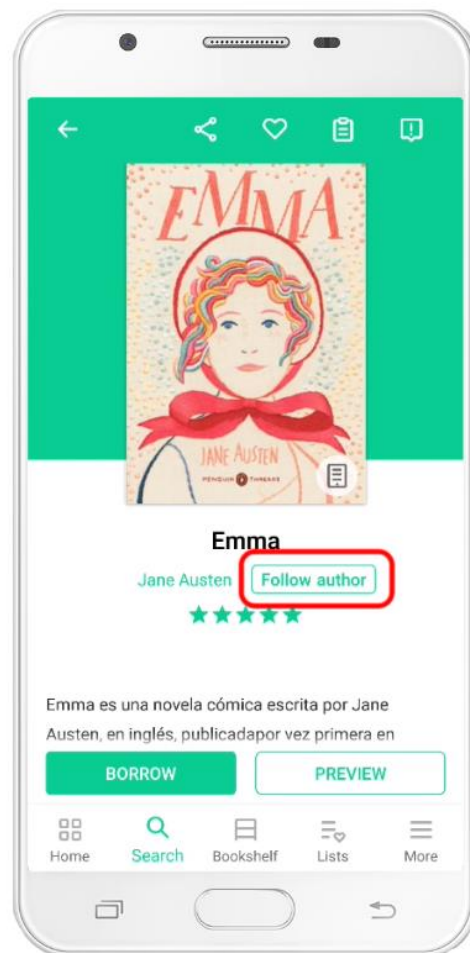 EMMA
JANE AUSTEN
PENGUIN THREADS
Emma
Jane Austen Follow author
Emma es una novela cómica escrita por Jane
Austen, en inglés, publicadapor vez primera en
BORROW PREVIEW
Home Search Bookshelf Lists More